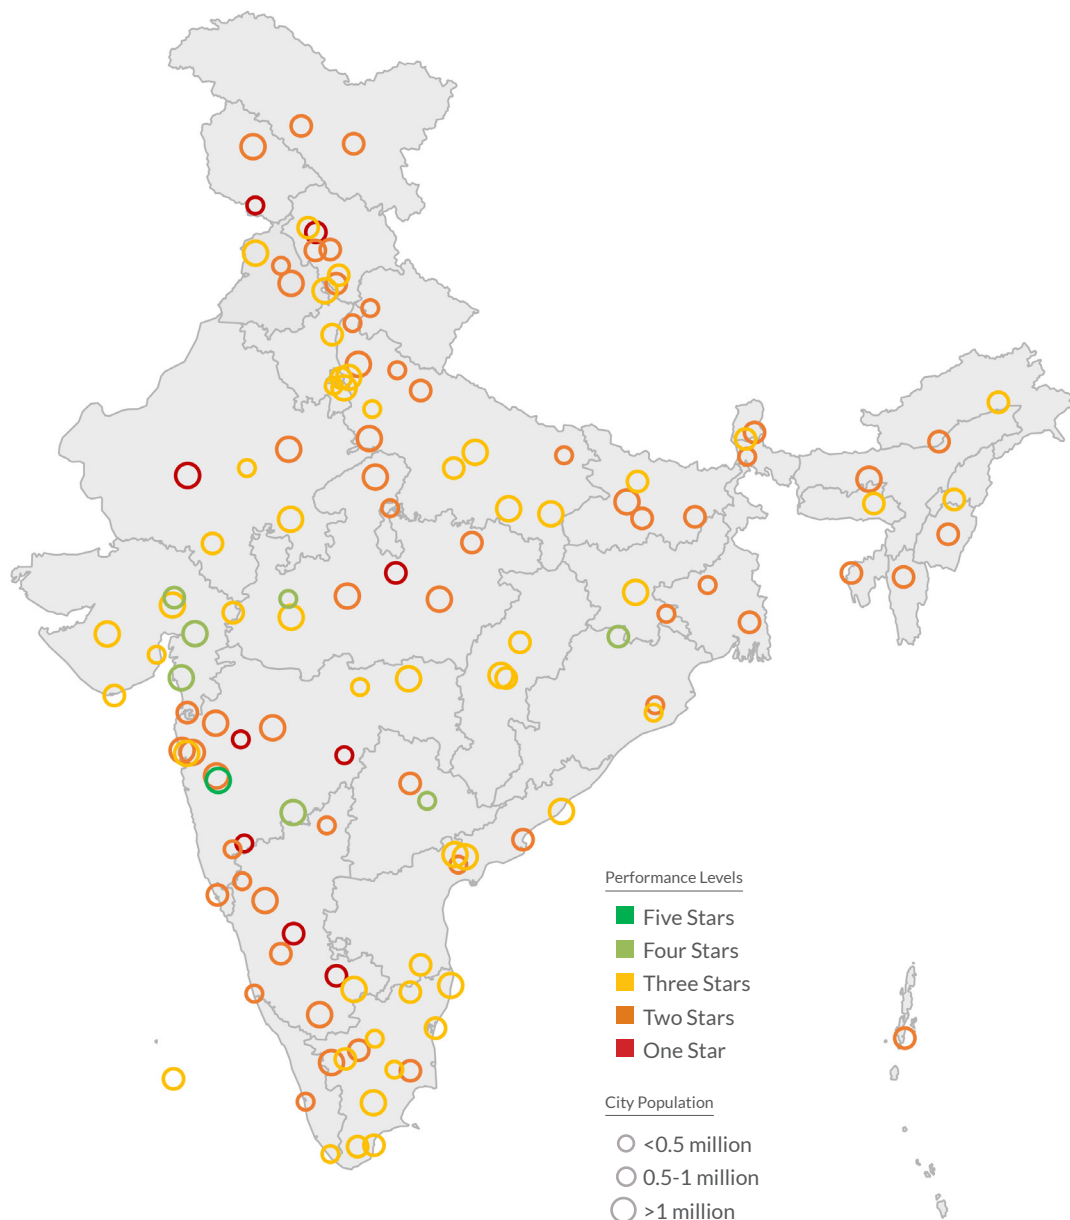 Performance Levels
Five Stars
Four Stars
Three Stars
Two Stars
One Star
City Population
<0.5 million
0.5-1 million
>1 million